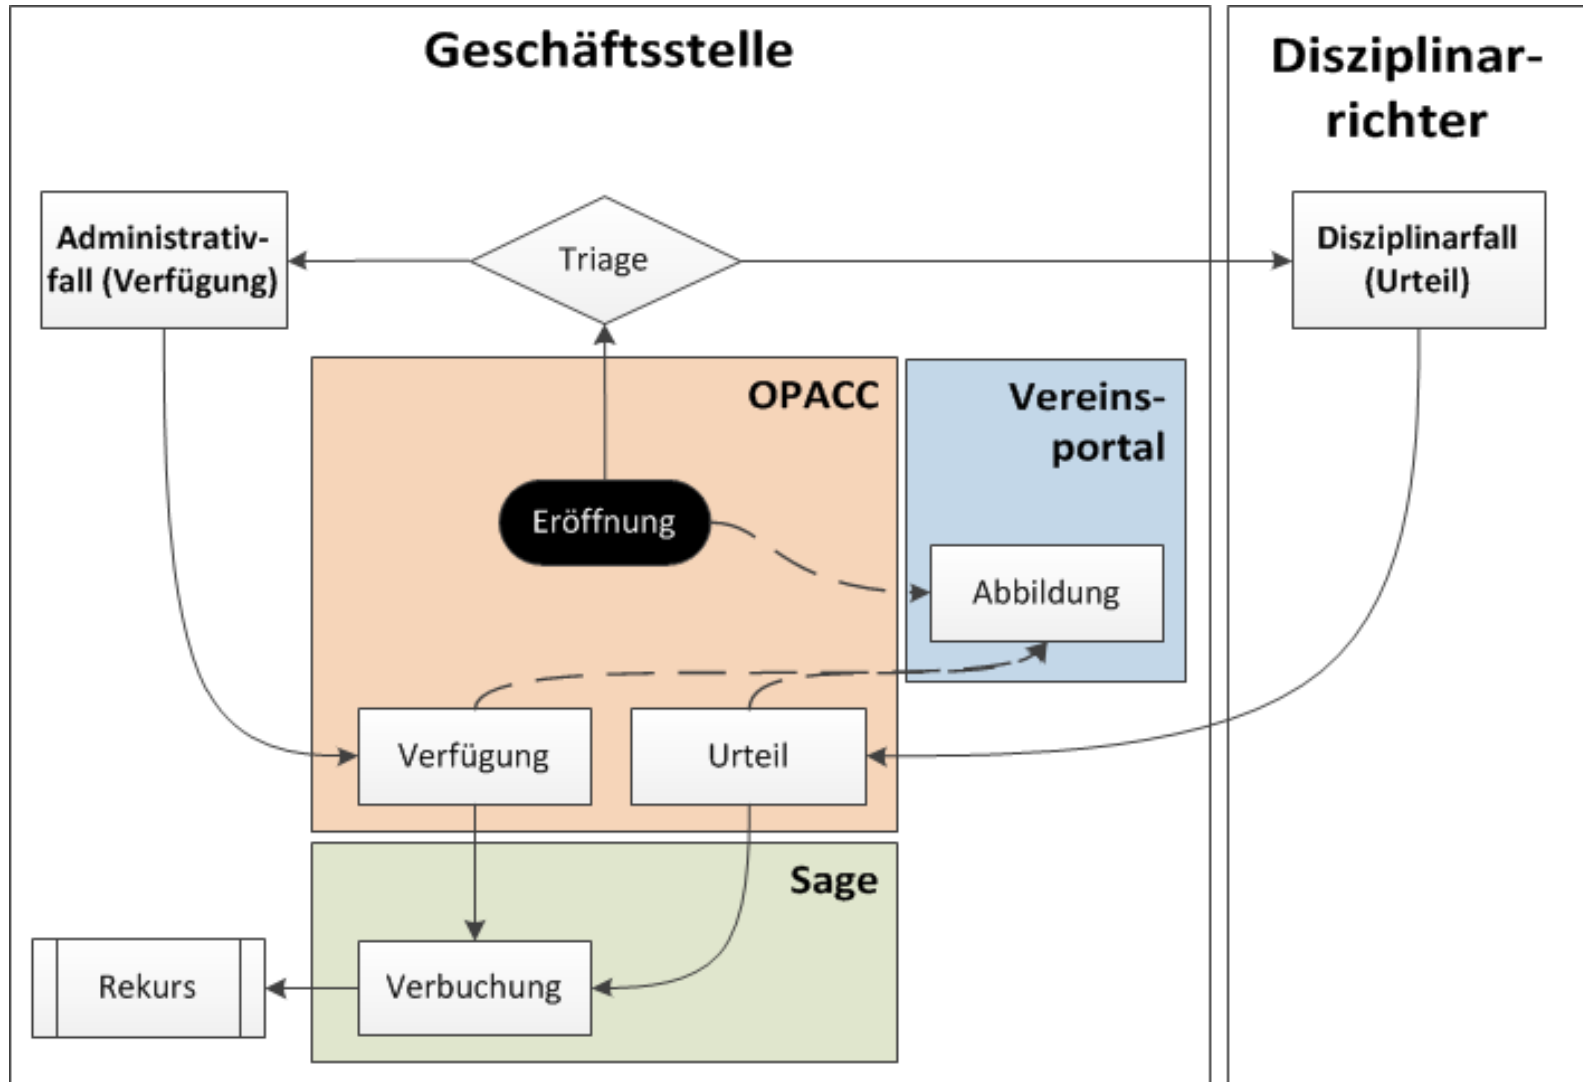 Geschäftsstelle
Disziplinar-
richter
Administrativ-
fall (Verfügung)
Triage
Disziplinarfall
(Urteil)
OPACC
Vereins-
portal
Eröffnung
Abbildung
Verfügung
Urteil
Sage
Rekurs
Verbuchung